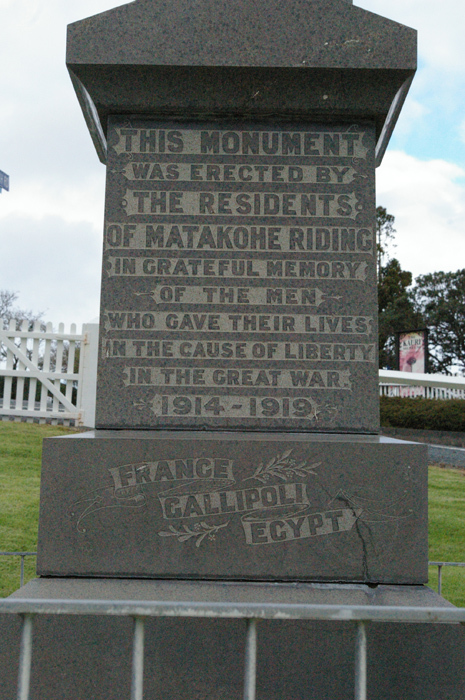 THIS MONUMENT
WAS ERECTED BY
THE RESIDENTS
OF MATAKOHE RIDING
IN GRATEFUL MEMORY
OF THE MEN
WHO GAVE THEIR LIVES
IN THE CAUSE OF LIBERTY
IN THE GREAT WAR.
1914-1919
FRANCE
GALLIPOLI
EGYPT